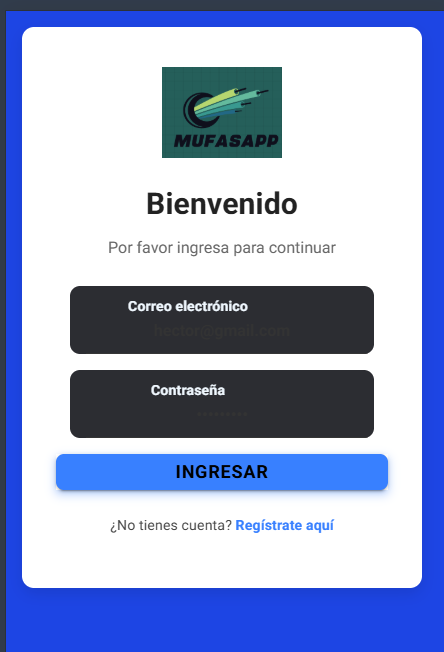 MUFASAPP
Bienvenido
Por favor ingresa para continuar
Correo electrónico
hector@gmail.com
Contraseña
INGRESAR
¿No tienes cuenta? Regístrate aquí